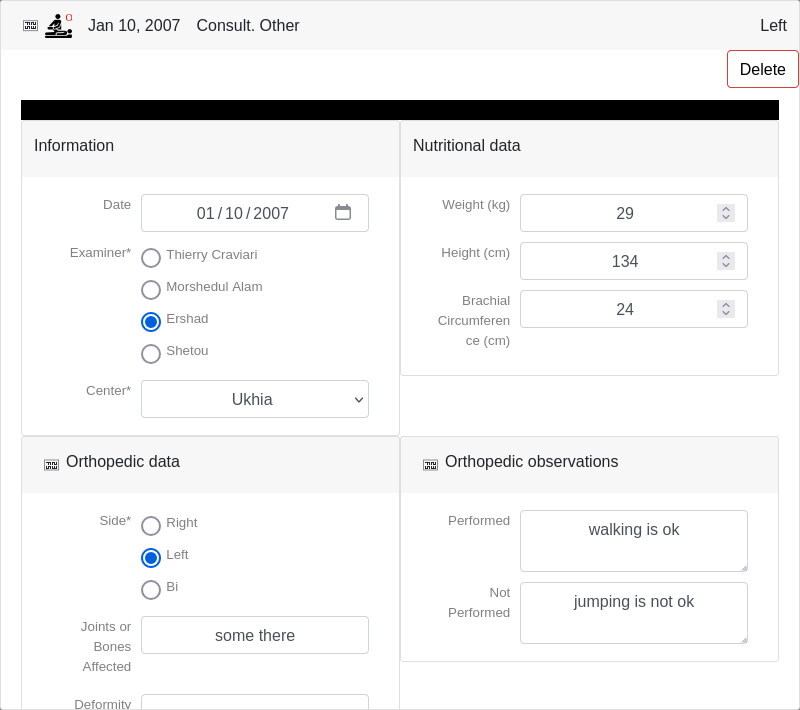 Jan 10, 2007 Consult. Other Left
Delete
Information
Date 01/10/2007
Examiner* Thierry Craviari
Morshedul Alam
Ershad
Shetou
Center* Ukhia
Nutritional data
Weight (kg) 29
Height (cm) 134
Brachial
Circumferen
ce (cm)
24
Orthopedic data
Side* Right
Left
Bi
Joints or
Bones
Affected
some there
Deformity
Orthopedic observations
Performed walking is ok
Not
Performed
jumping is not ok